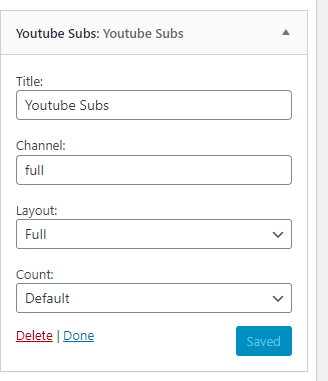 Youtube Subs: Youtube Subs
Title:
Youtube Subs
Channel:
full
Layout:
Full
Count:
Default
Delete | Done
Saved